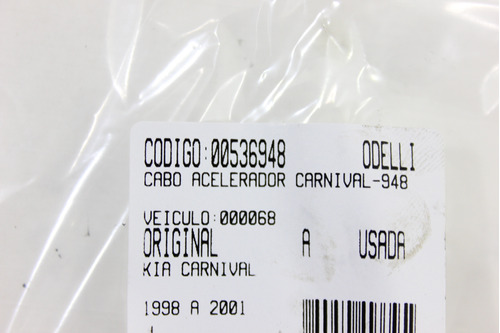 CODIGO:00536948 ODELLI
CABO ACELERADOR CARNIVAL-948
VEICULO:000068
ORIGINAL A USADA
KIA CARNIVAL
1998 A 2001